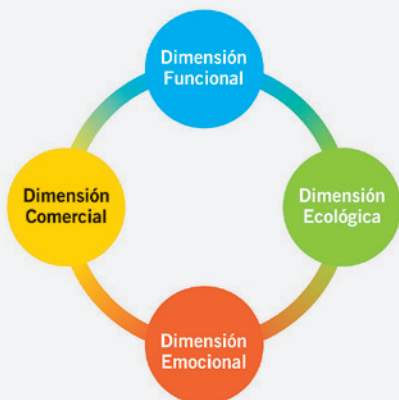 Dimensión
Funcional
Dimensión
Comercial
Dimensión
Ecológica
Dimensión
Emocional